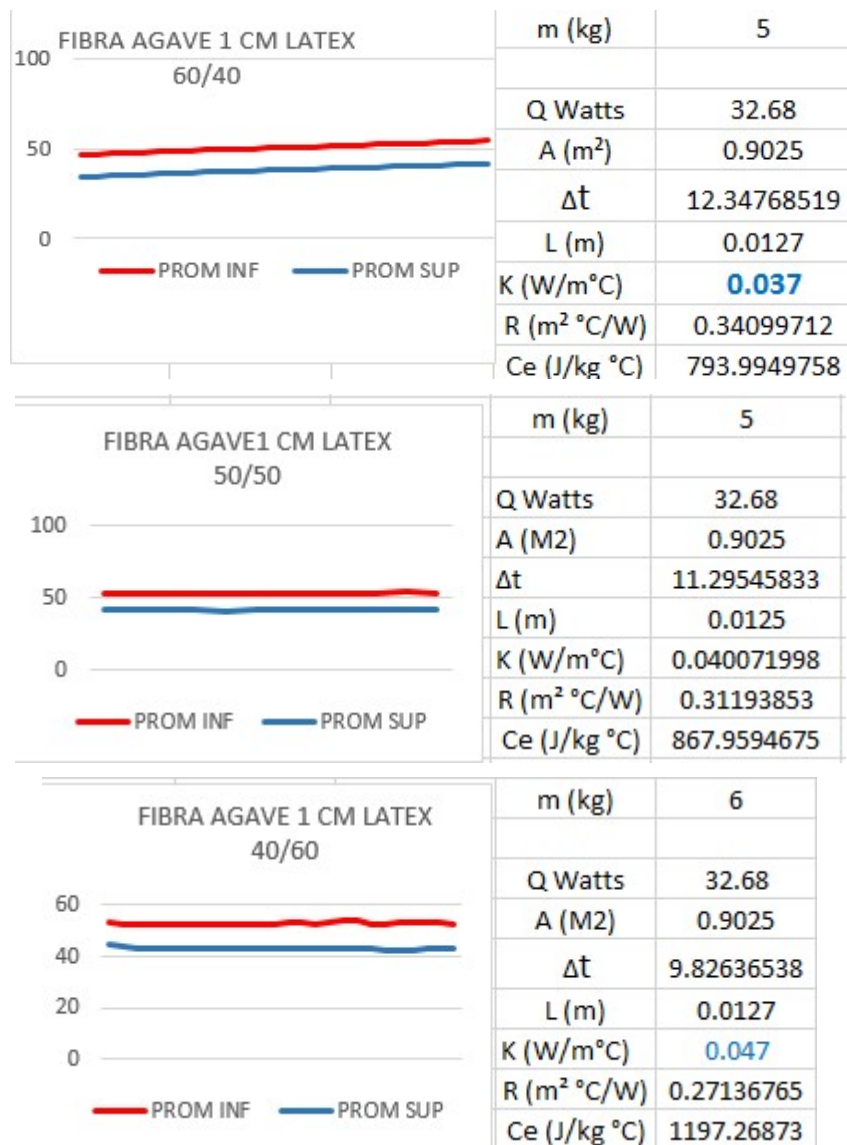 FIBRA AGAVE 1 CM LATEX
60/40
100
50
0
PROM INF PROM SUP
m (kg) 5
Q Watts 32.68
A (m²) 0.9025
Δt 12.34768519
L (m) 0.0127
K (W/m°C) 0.037
R (m² °C/W) 0.34099712
Ce (J/kg °C) 793.9949758
FIBRA AGAVE1 CM LATEX
50/50
100
50
0
PROM INF PROM SUP
m (kg) 5
Q Watts 32.68
A (M2) 0.9025
Δt 11.29545833
L (m) 0.0125
K (W/m°C) 0.040071998
R (m² °C/W) 0.31193853
Ce (J/kg °C) 867.9594675
FIBRA AGAVE 1 CM LATEX
40/60
60
40
20
0
PROM INF PROM SUP
m (kg) 6
Q Watts 32.68
A (M2) 0.9025
Δt 9.82636538
L (m) 0.0127
K (W/m°C) 0.047
R (m² °C/W) 0.27136765
Ce (J/kg °C) 1197.26873